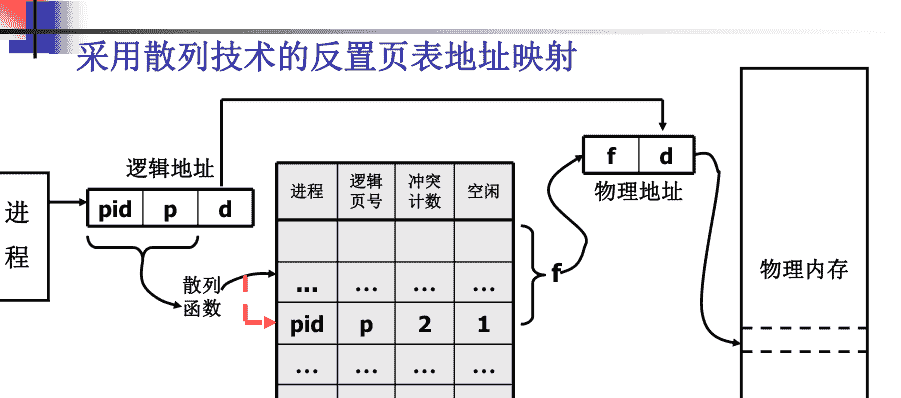 采用散列技术的反置页表地址映射
逻辑地址
进
程
pid p d
散列
函数
进程 逻辑页号 冲突计数 空闲
... ... ... ...
pid p 2 1
... ... ... ...
f
f d
物理地址
物理内存